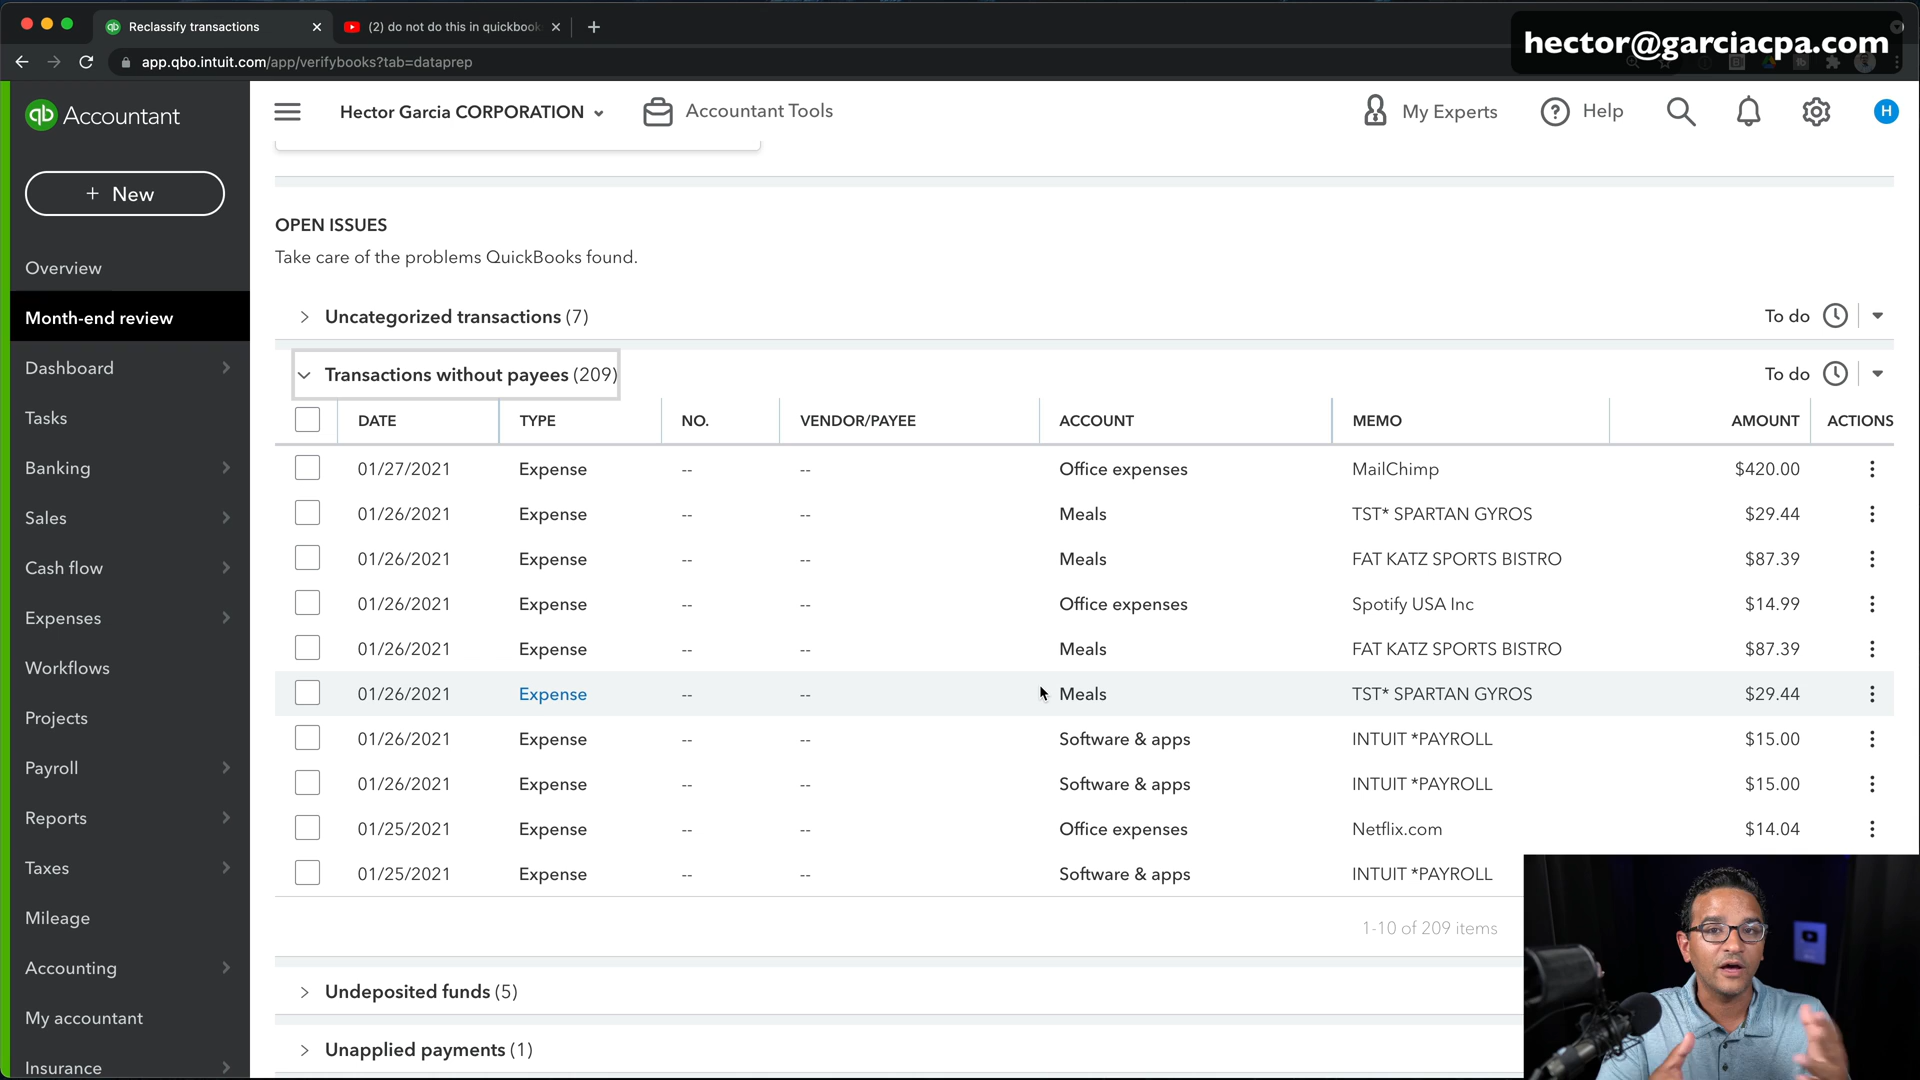 Reclassify transactions
(2) do not do this in quickbook
hector@garciacpa.com
app.qbo.intuit.com/app/verifybooks?tab=dataprep
qb Accountant
Hector Garcia CORPORATION
Accountant Tools
My Experts
Help
H
+ New
Overview
Month-end review
Dashboard
Tasks
Banking
Sales
Cash flow
Expenses
Workflows
Projects
Payroll
Reports
Taxes
Mileage
Accounting
My accountant
Insurance
OPEN ISSUES
Take care of the problems QuickBooks found.
Uncategorized transactions (7) To do
Transactions without payees (209) To do
DATE TYPE NO. VENDOR/PAYEE ACCOUNT MEMO AMOUNT ACTIONS
01/27/2021 Expense -- -- Office expenses MailChimp $420.00
01/26/2021 Expense -- -- Meals TST* SPARTAN GYROS $29.44
01/26/2021 Expense -- -- Meals FAT KATZ SPORTS BISTRO $87.39
01/26/2021 Expense -- -- Office expenses Spotify USA Inc $14.99
01/26/2021 Expense -- -- Meals FAT KATZ SPORTS BISTRO $87.39
01/26/2021 Expense -- -- Meals TST* SPARTAN GYROS $29.44
01/26/2021 Expense -- -- Software & apps INTUIT *PAYROLL $15.00
01/26/2021 Expense -- -- Software & apps INTUIT *PAYROLL $15.00
01/25/2021 Expense -- -- Office expenses Netflix.com $14.04
01/25/2021 Expense -- -- Software & apps INTUIT *PAYROLL
1-10 of 209 items
Undeposited funds (5)
Unapplied payments (1)